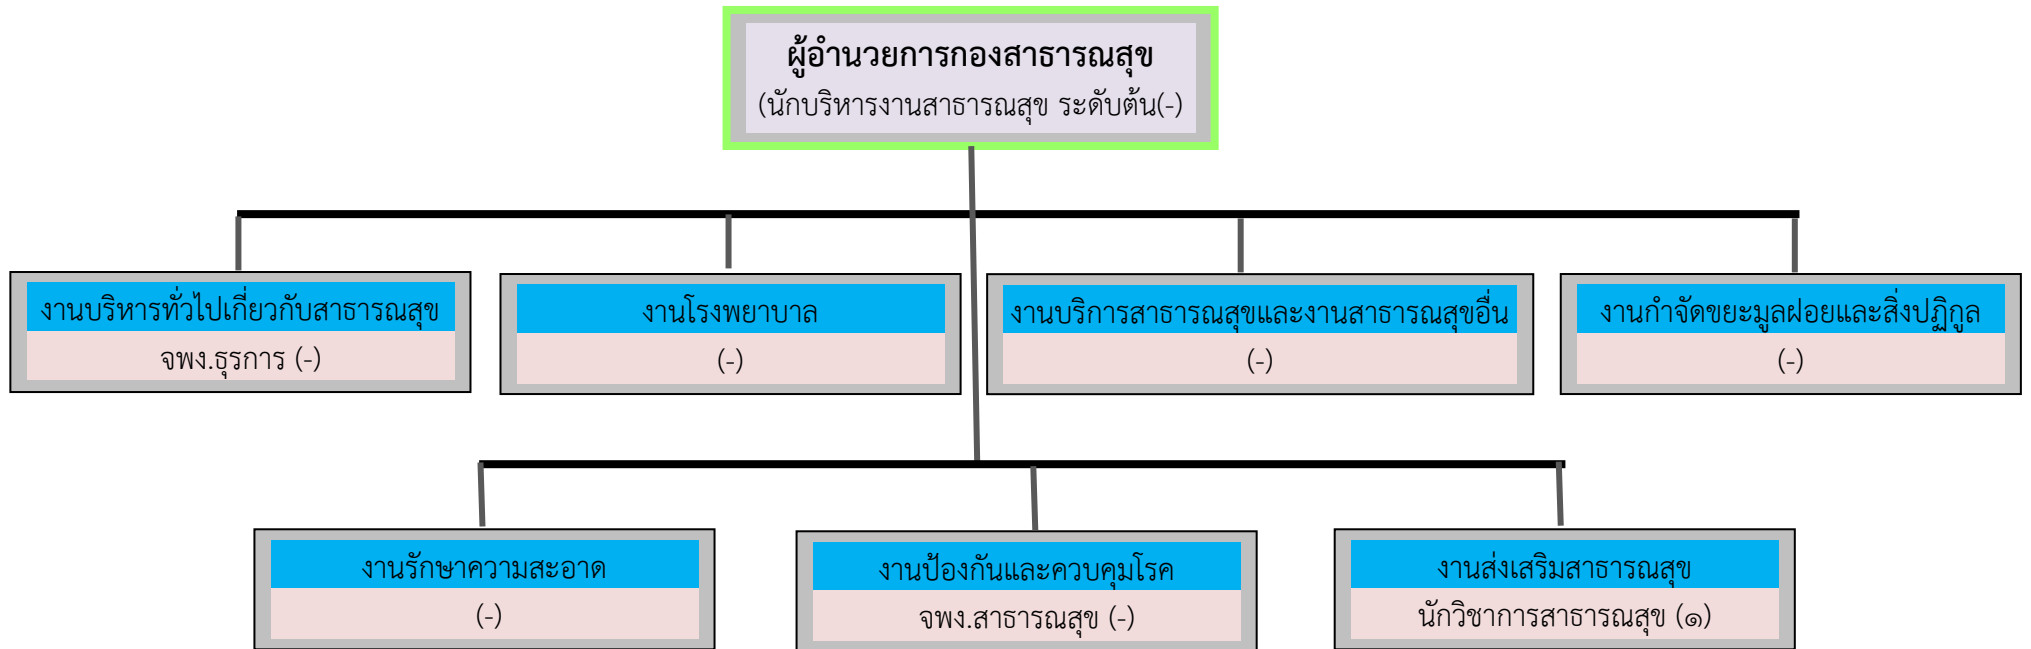 ผู้อำนวยการกองสาธารณสุข
(นักบริหารงานสาธารณสุข ระดับต้น(-)
งานบริหารทั่วไปเกี่ยวกับสาธารณสุข
จพง.ธุรการ (-)
งานโรงพยาบาล
(-)
งานบริการสาธารณสุขและงานสาธารณสุขอื่น
(-)
งานกำจัดขยะมูลฝอยและสิ่งปฏิกูล
(-)
งานรักษาความสะอาด
(-)
งานป้องกันและควบคุมโรค
จพง.สาธารณสุข (-)
งานส่งเสริมสาธารณสุข
นักวิชาการสาธารณสุข (๑)